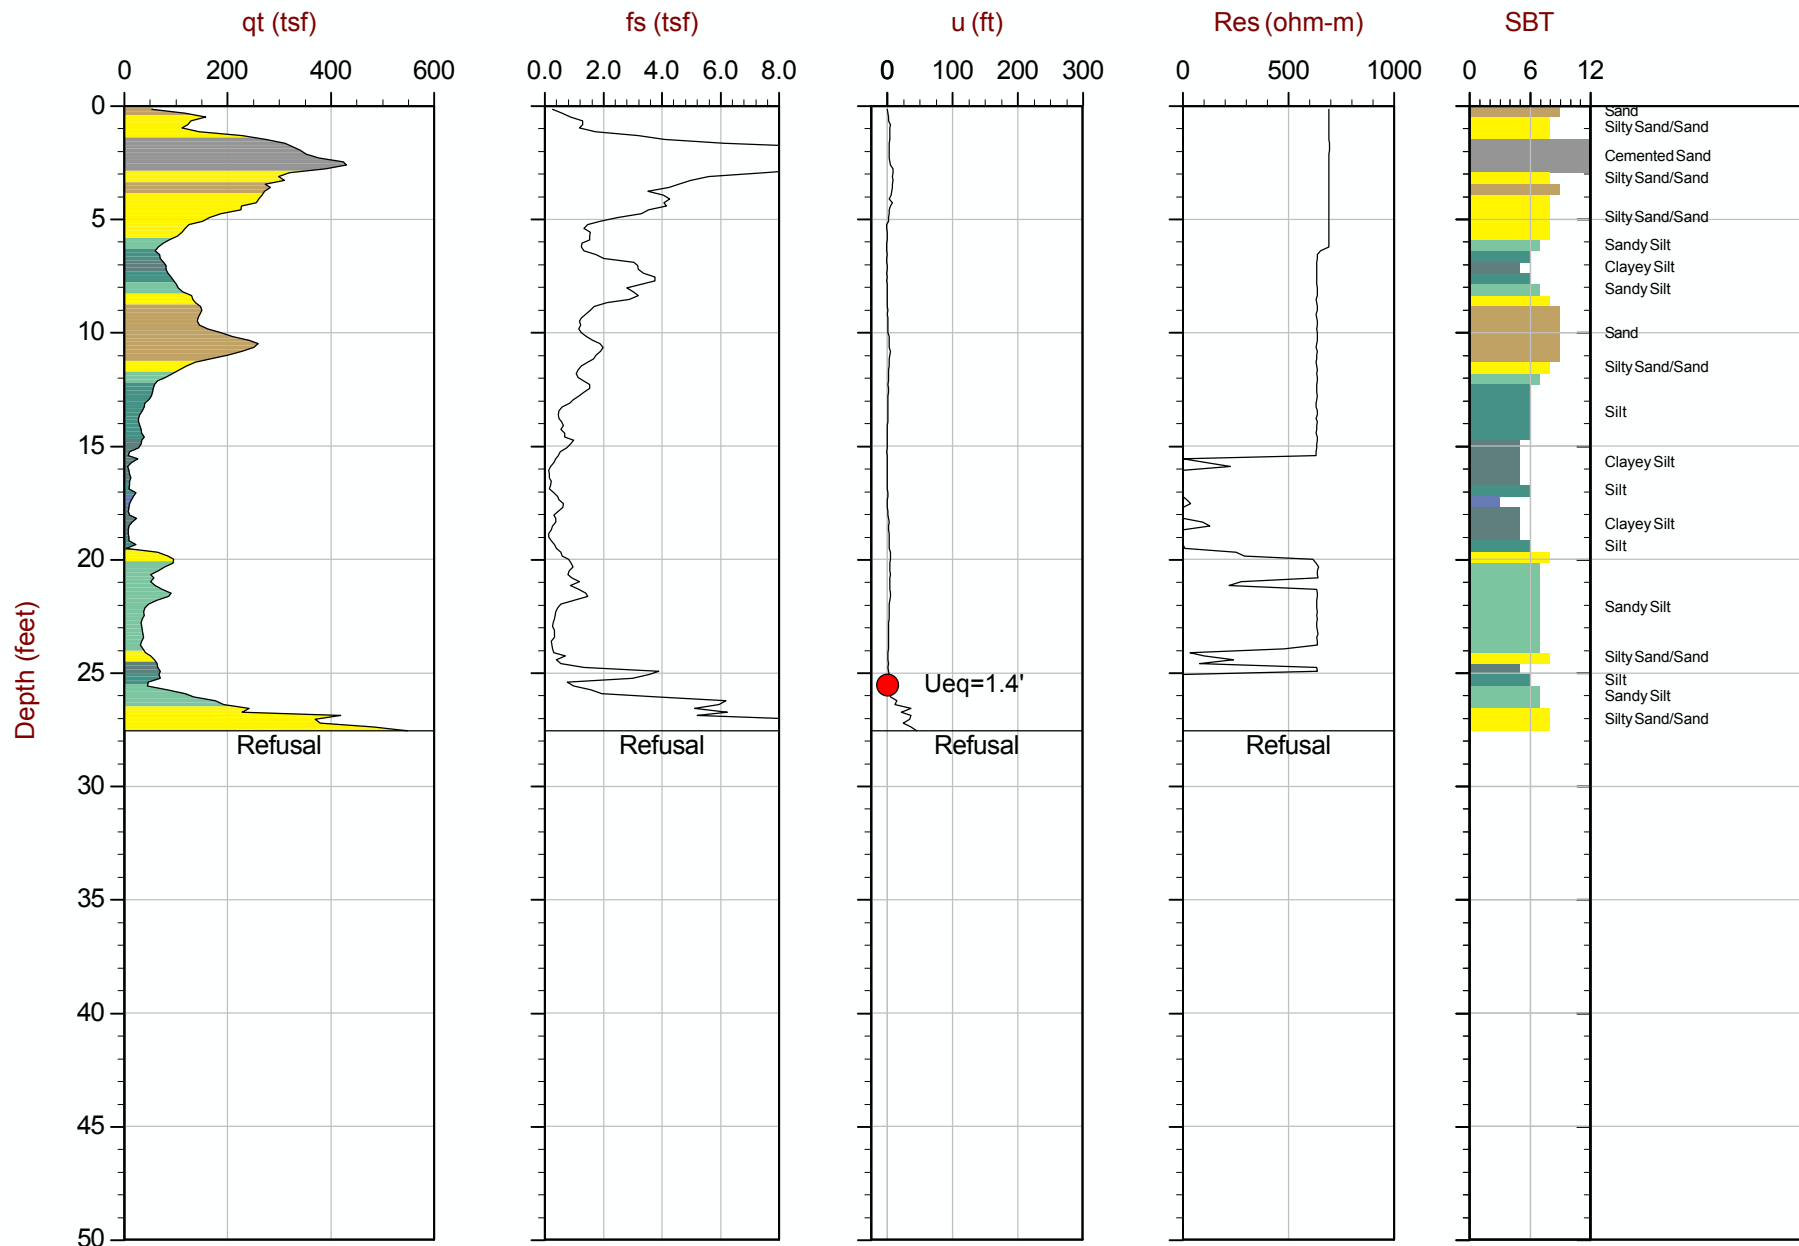 qt (tsf) fs (tsf) u (ft) Res (ohm-m) SBT
0 200 400 600 0.0 2.0 4.0 6.0 8.0 0 100 200 300 0 500 1000 0 6 12
0
Sand
Silty Sand/Sand
Cemented Sand
Silty Sand/Sand
5
Silty Sand/Sand
Sandy Silt
Clayey Silt
Sandy Silt
10
Sand
Silty Sand/Sand
Silt
15
Clayey Silt
Silt
Clayey Silt
Silt
20
Sandy Silt
Silty Sand/Sand
25
Silt
Ueq=1.4'
Sandy Silt
Silty Sand/Sand
Refusal Refusal Refusal Refusal
Depth (feet)
30
35
40
45
50